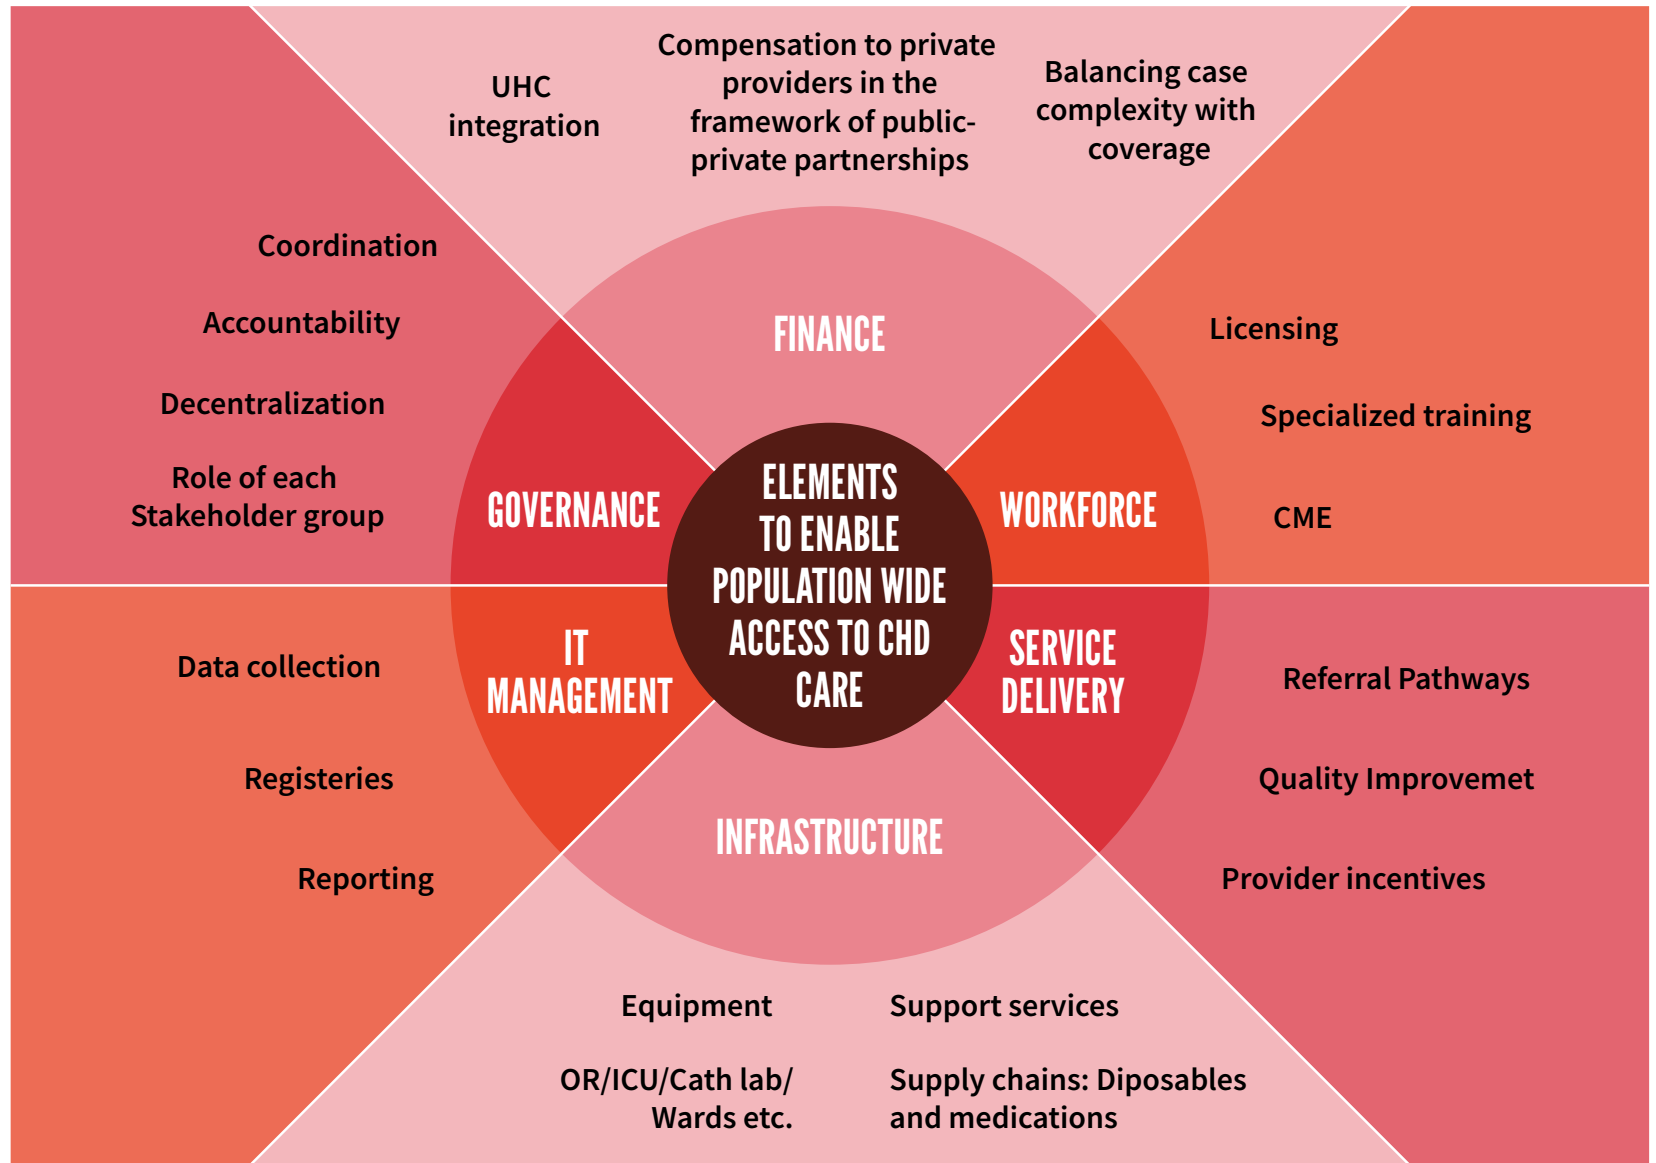 UHC
integration
Compensation to private
providers in the
framework of public-
private partnerships
Balancing case
complexity with
coverage
FINANCE
Coordination
Accountability
Decentralization
Role of each
Stakeholder group
GOVERNANCE
ELEMENTS
TO ENABLE
POPULATION WIDE
ACCESS TO CHD
CARE
WORKFORCE
Licensing
Specialized training
CME
Data collection
Registeries
Reporting
IT
MANAGEMENT
SERVICE
DELIVERY
Referral Pathways
Quality Improvemet
Provider incentives
INFRASTRUCTURE
Equipment
OR/ICU/Cath lab/
Wards etc.
Support services
Supply chains: Diposables
and medications